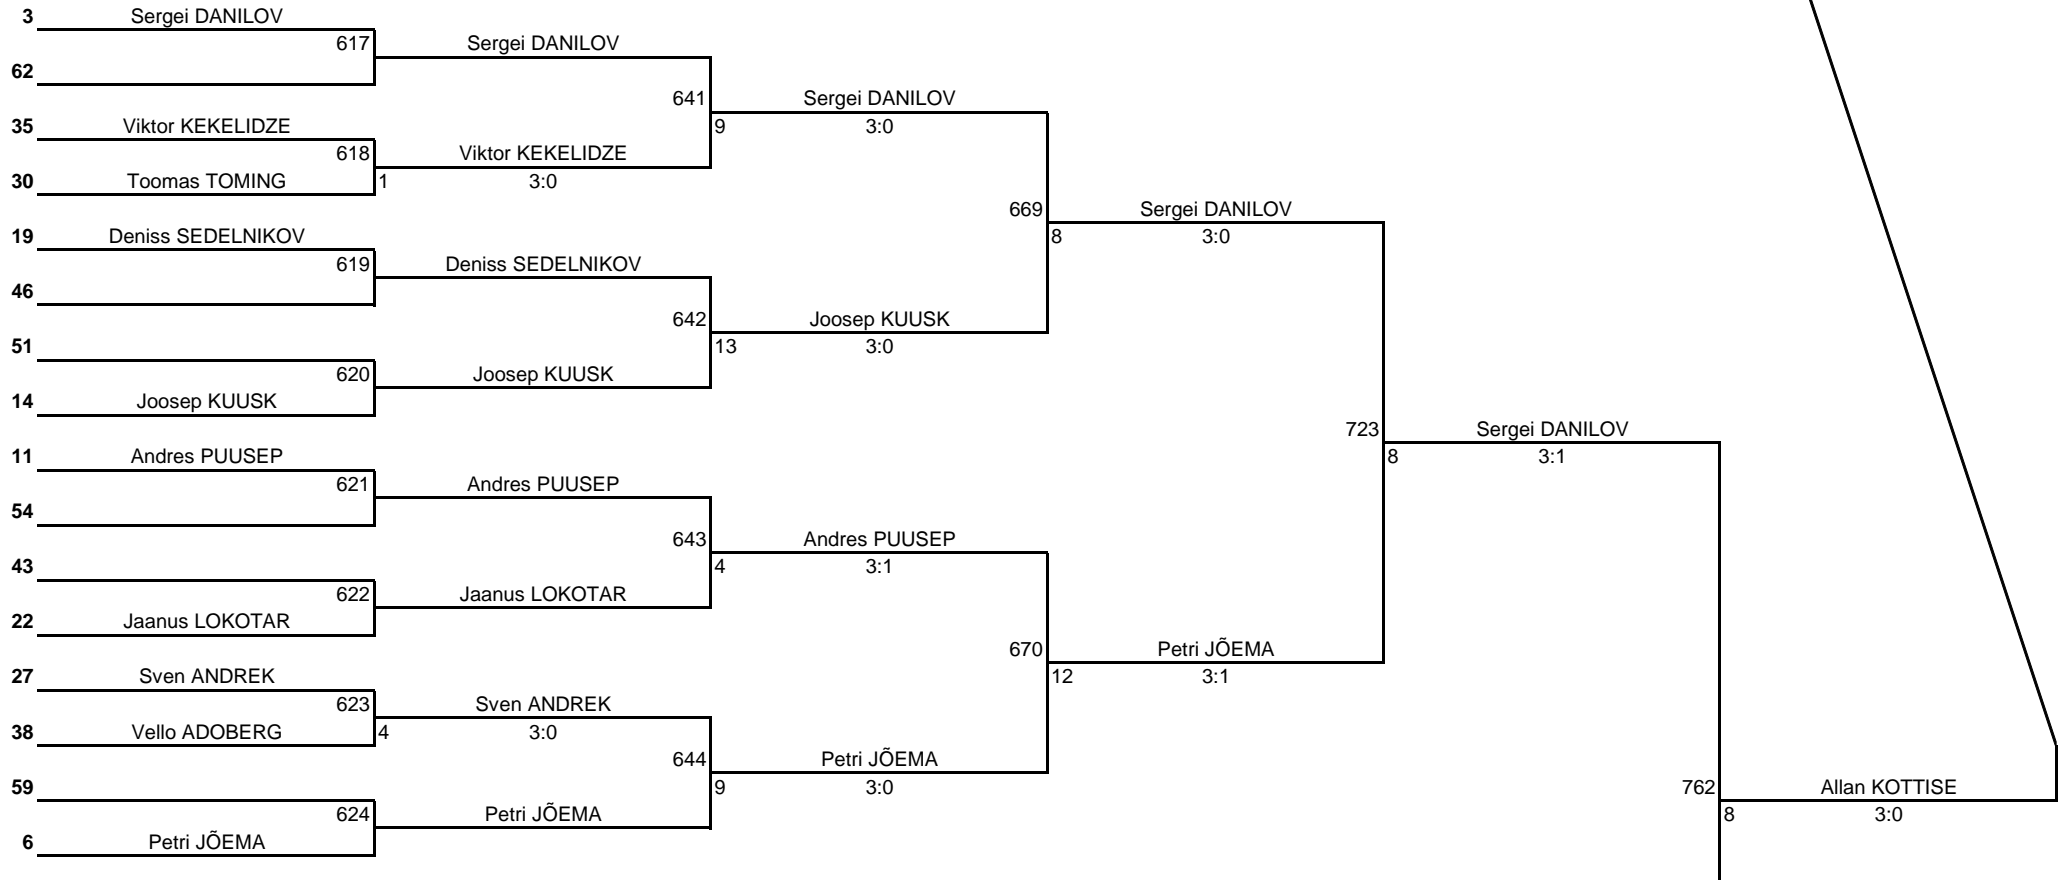 3 Sergei DANILOV
617 Sergei DANILOV
62
641 Sergei DANILOV
35 Viktor KEKELIDZE 9 3:0
618 Viktor KEKELIDZE
30 Toomas TOMING 1 3:0
669 Sergei DANILOV
19 Deniss SEDELNIKOV 8 3:0
619 Deniss SEDELNIKOV
46
642 Joosep KUUSK
51 13 3:0
620 Joosep KUUSK
14 Joosep KUUSK
723 Sergei DANILOV
11 Andres PUUSEP 8 3:1
621 Andres PUUSEP
54
643 Andres PUUSEP
43 4 3:1
622 Jaanus LOKOTAR
22 Jaanus LOKOTAR
670 Petri JÕEMA
27 Sven ANDREK 12 3:1
623 Sven ANDREK
38 Vello ADOBERG 4 3:0
644 Petri JÕEMA
59 9 3:0 762 Allan KOTTISE
624 Petri JÕEMA 8 3:0
6 Petri JÕEMA